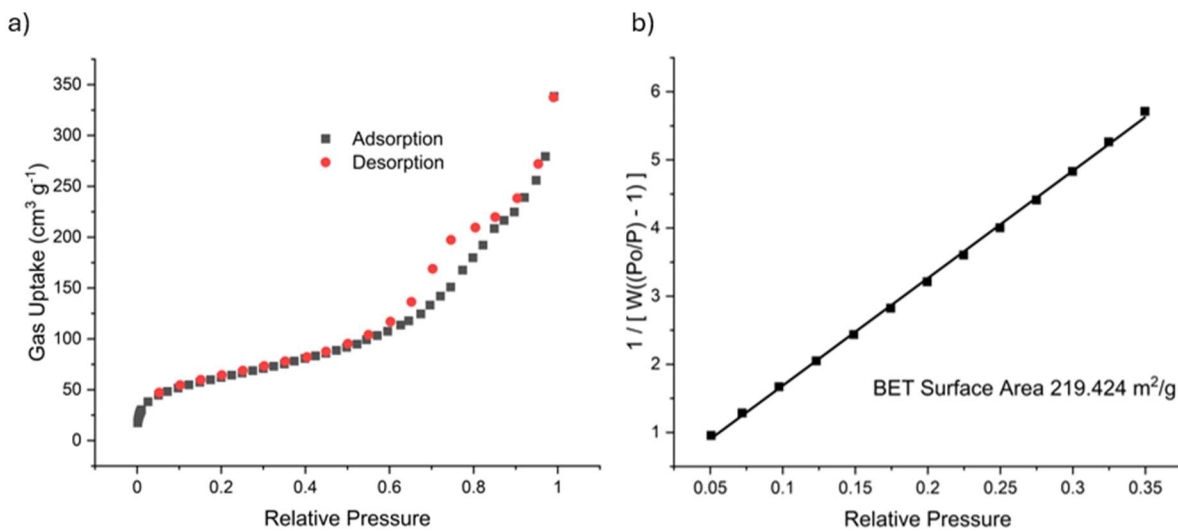 a)
350
300
250
200
150
100
50
0
Gas Uptake (cm³ g⁻¹)
Adsorption
Desorption
0 0.2 0.4 0.6 0.8 1
Relative Pressure
b)
6
5
4
3
2
1
1 / [ W((Po/P) - 1) ]
BET Surface Area 219.424 m²/g
0.05 0.10 0.15 0.20 0.25 0.3 0.35
Relative Pressure